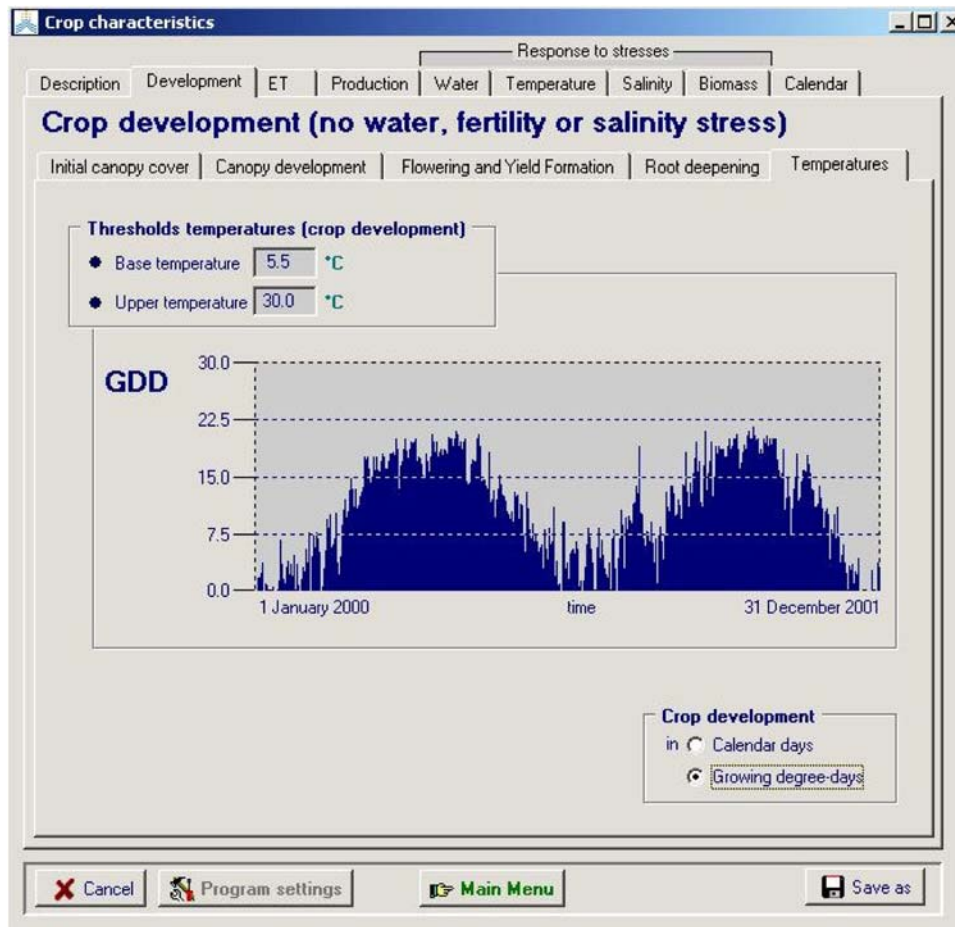 Crop characteristics
Response to stresses
Description Development ET Production Water Temperature Salinity Biomass Calendar
Crop development (no water, fertility or salinity stress)
Initial canopy cover Canopy development Flowering and Yield Formation Root deepening Temperatures
Thresholds temperatures (crop development)
Base temperature 5.5 °C
Upper temperature 30.0 °C
GDD
30.0
22.5
15.0
7.5
0.0
1 January 2000 time 31 December 2001
Crop development
in Calendar days
Growing degree-days
Cancel Program settings Main Menu Save as